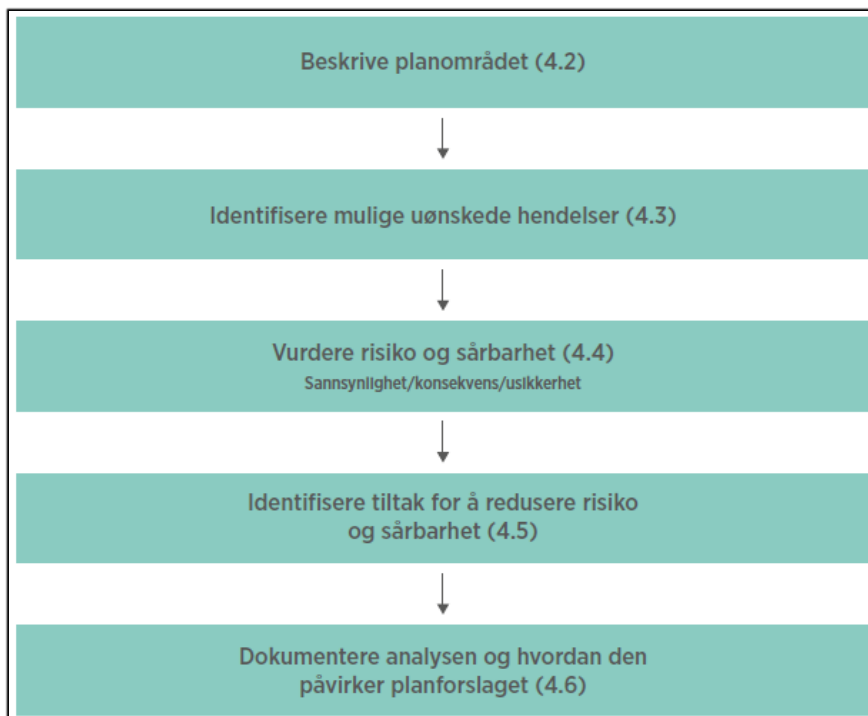 Beskrive planområdet (4.2)
Identifisere mulige uønskede hendelser (4.3)
Vurdere risiko og sårbarhet (4.4)
Sannsynlighet/konsekvens/usikkerhet
Identifisere tiltak for å redusere risiko
og sårbarhet (4.5)
Dokumentere analysen og hvordan den
påvirker planforslaget (4.6)